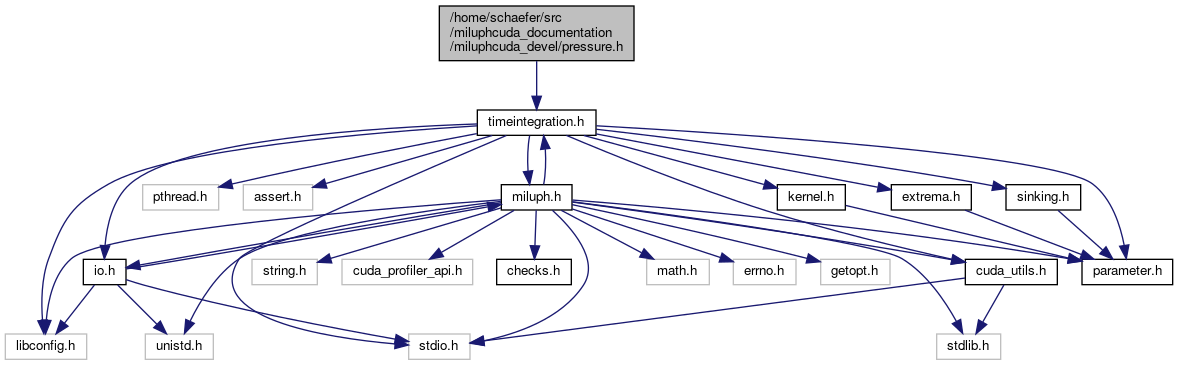 /home/schaefer/src
/miluphcuda_documentation
/miluphcuda_devel/pressure.h
timeintegration.h
pthread.h
assert.h
miluph.h
kernel.h
extrema.h
sinking.h
io.h
string.h
cuda_profiler_api.h
checks.h
math.h
errno.h
getopt.h
cuda_utils.h
parameter.h
libconfig.h
unistd.h
stdio.h
stdlib.h